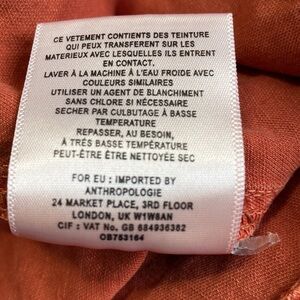 CE VETEMENT CONTIENTS DES TEINTURE
QUI PEUX TRANSFERENT SUR LES
MATERIEUX AVEC LESQUELLES ILS ENTRENT
EN CONTACT.
LAVER À LA MACHINE À L'EAU FROIDE AVEC
COULEURS SIMILAIRES
UTILISER UN AGENT DE BLANCHIMENT
SANS CHLORE SI NÉCESSAIRE
SECHER PAR CULBUTAGE À BASSE
TEMPERATURE
REPASSER, AU BESOIN,
À TRÉS BASSE TEMPÉRATURE
PEUT-ÊTRE ÊTRE NETTOYÉE SEC
FOR EU : IMPORTED BY
ANTHROPOLOGIE
24 MARKET PLACE, 3RD FLOOR
LONDON, UK W1W8AN
CIF : VAT No. GB 684936382
OB753164